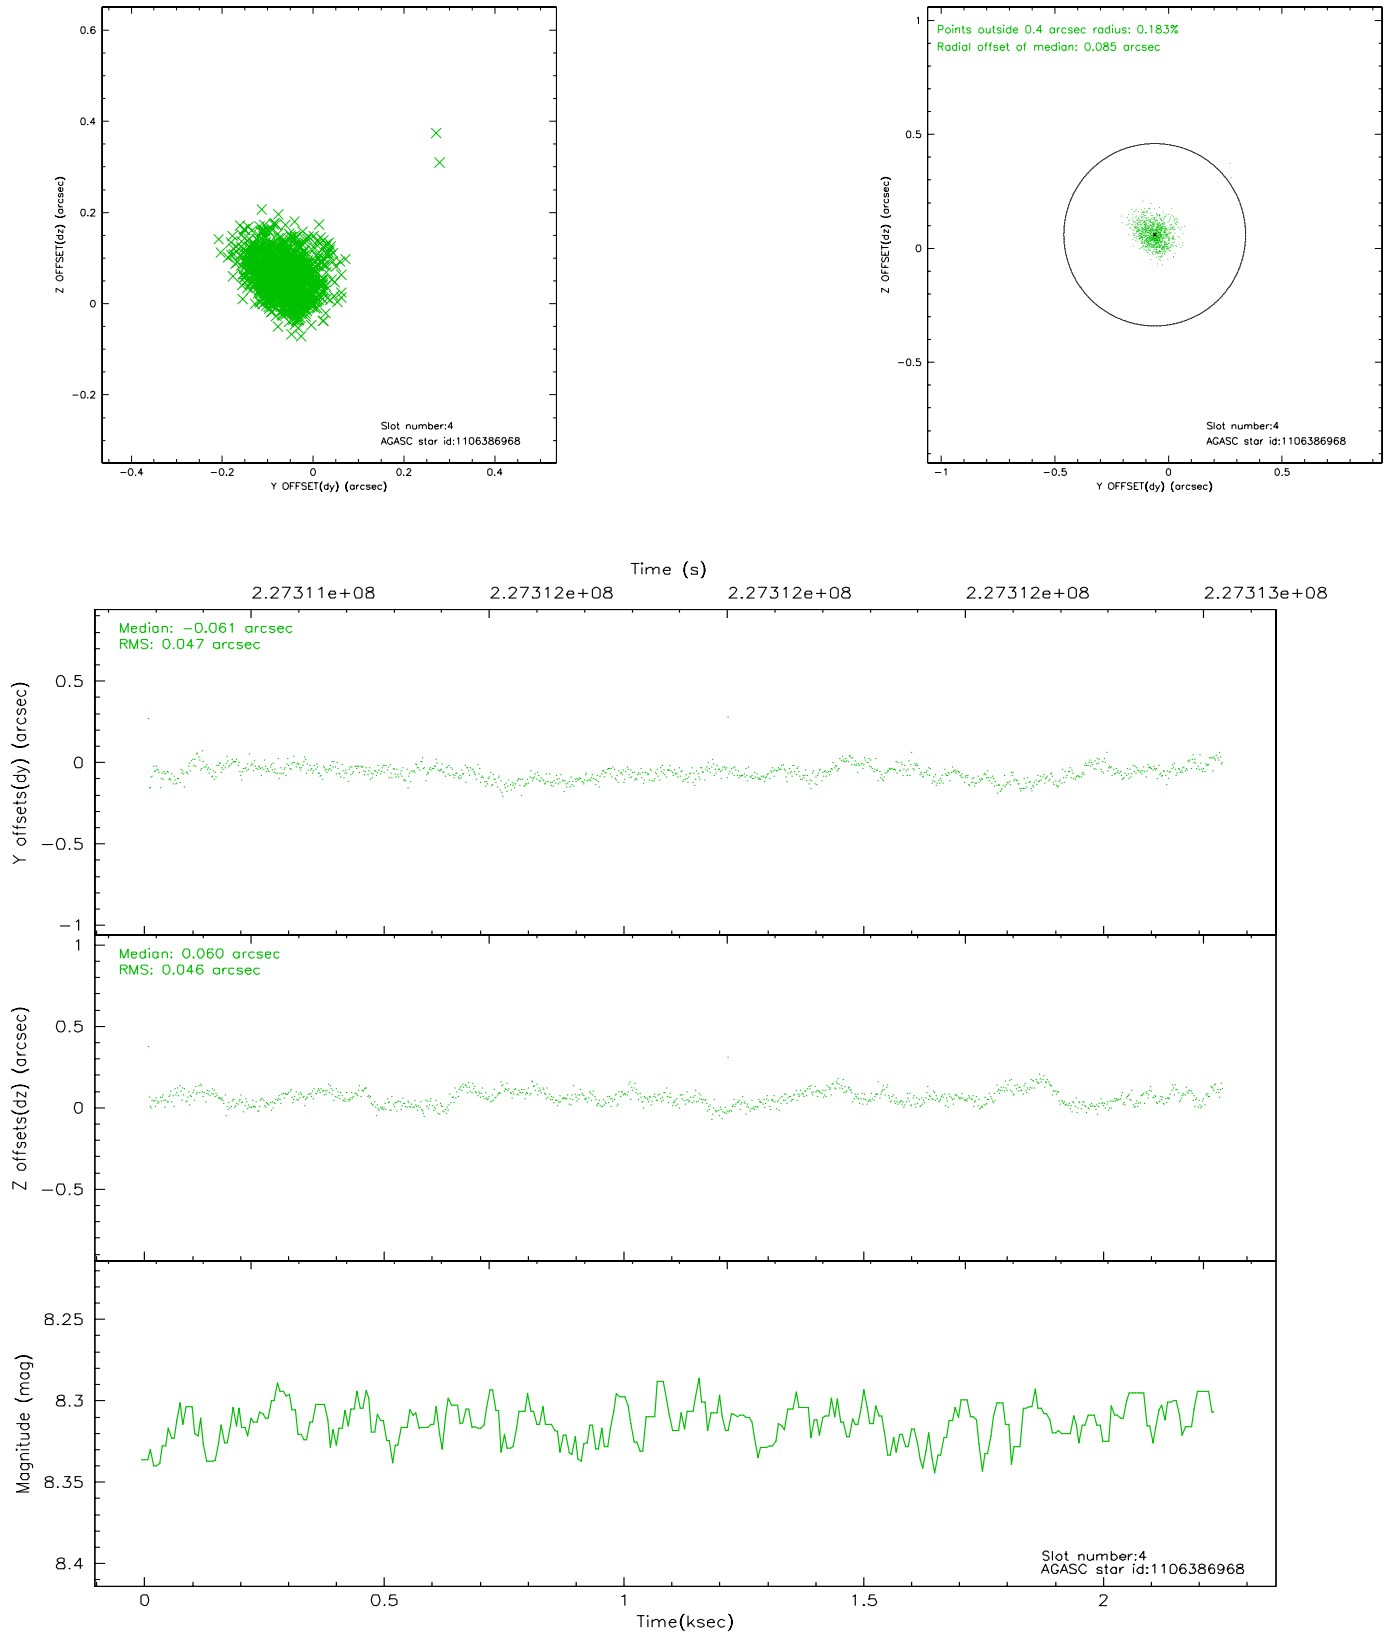 0.6
0.4
0.2
0
−0.2
Z OFFSET(dz) (arcsec)
Slot number:4
AGASC star id:1106386968
−0.4 −0.2 0 0.2 0.4
Y OFFSET(dy) (arcsec)
Points outside 0.4 arcsec radius: 0.183%
Radial offset of median: 0.085 arcsec
1
0.5
0
−0.5
Z OFFSET(dz) (arcsec)
Slot number:4
AGASC star id:1106386968
−1 −0.5 0 0.5
Y OFFSET(dy) (arcsec)
Time (s)
2.27311e+08 2.27312e+08 2.27312e+08 2.27312e+08 2.27313e+08
Median: −0.061 arcsec
RMS: 0.047 arcsec
0.5
0
−0.5
−1
Y offsets(dy) (arcsec)
Median: 0.060 arcsec
RMS: 0.046 arcsec
1
0.5
0
−0.5
Z offsets(dz) (arcsec)
8.25
8.3
8.35
8.4
Magnitude (mag)
Slot number:4
AGASC star id:1106386968
0 0.5 1 1.5 2
Time(ksec)